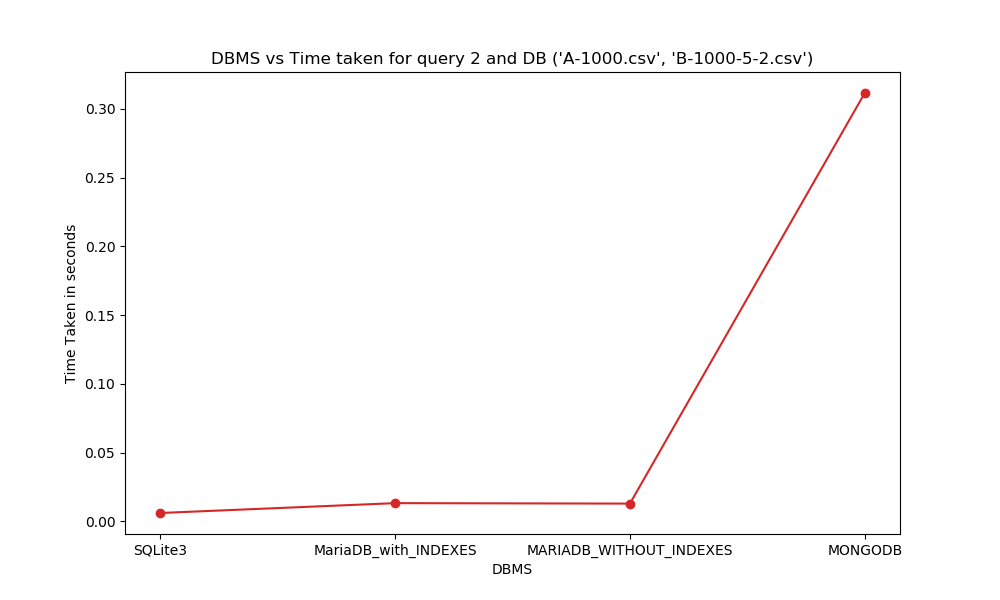 DBMS vs Time taken for query 2 and DB ('A-1000.csv', 'B-1000-5-2.csv')
Time Taken in seconds
0.30
0.25
0.20
0.15
0.10
0.05
0.00
SQLite3 MariaDB_with_INDEXES MARIADB_WITHOUT_INDEXES MONGODB
DBMS